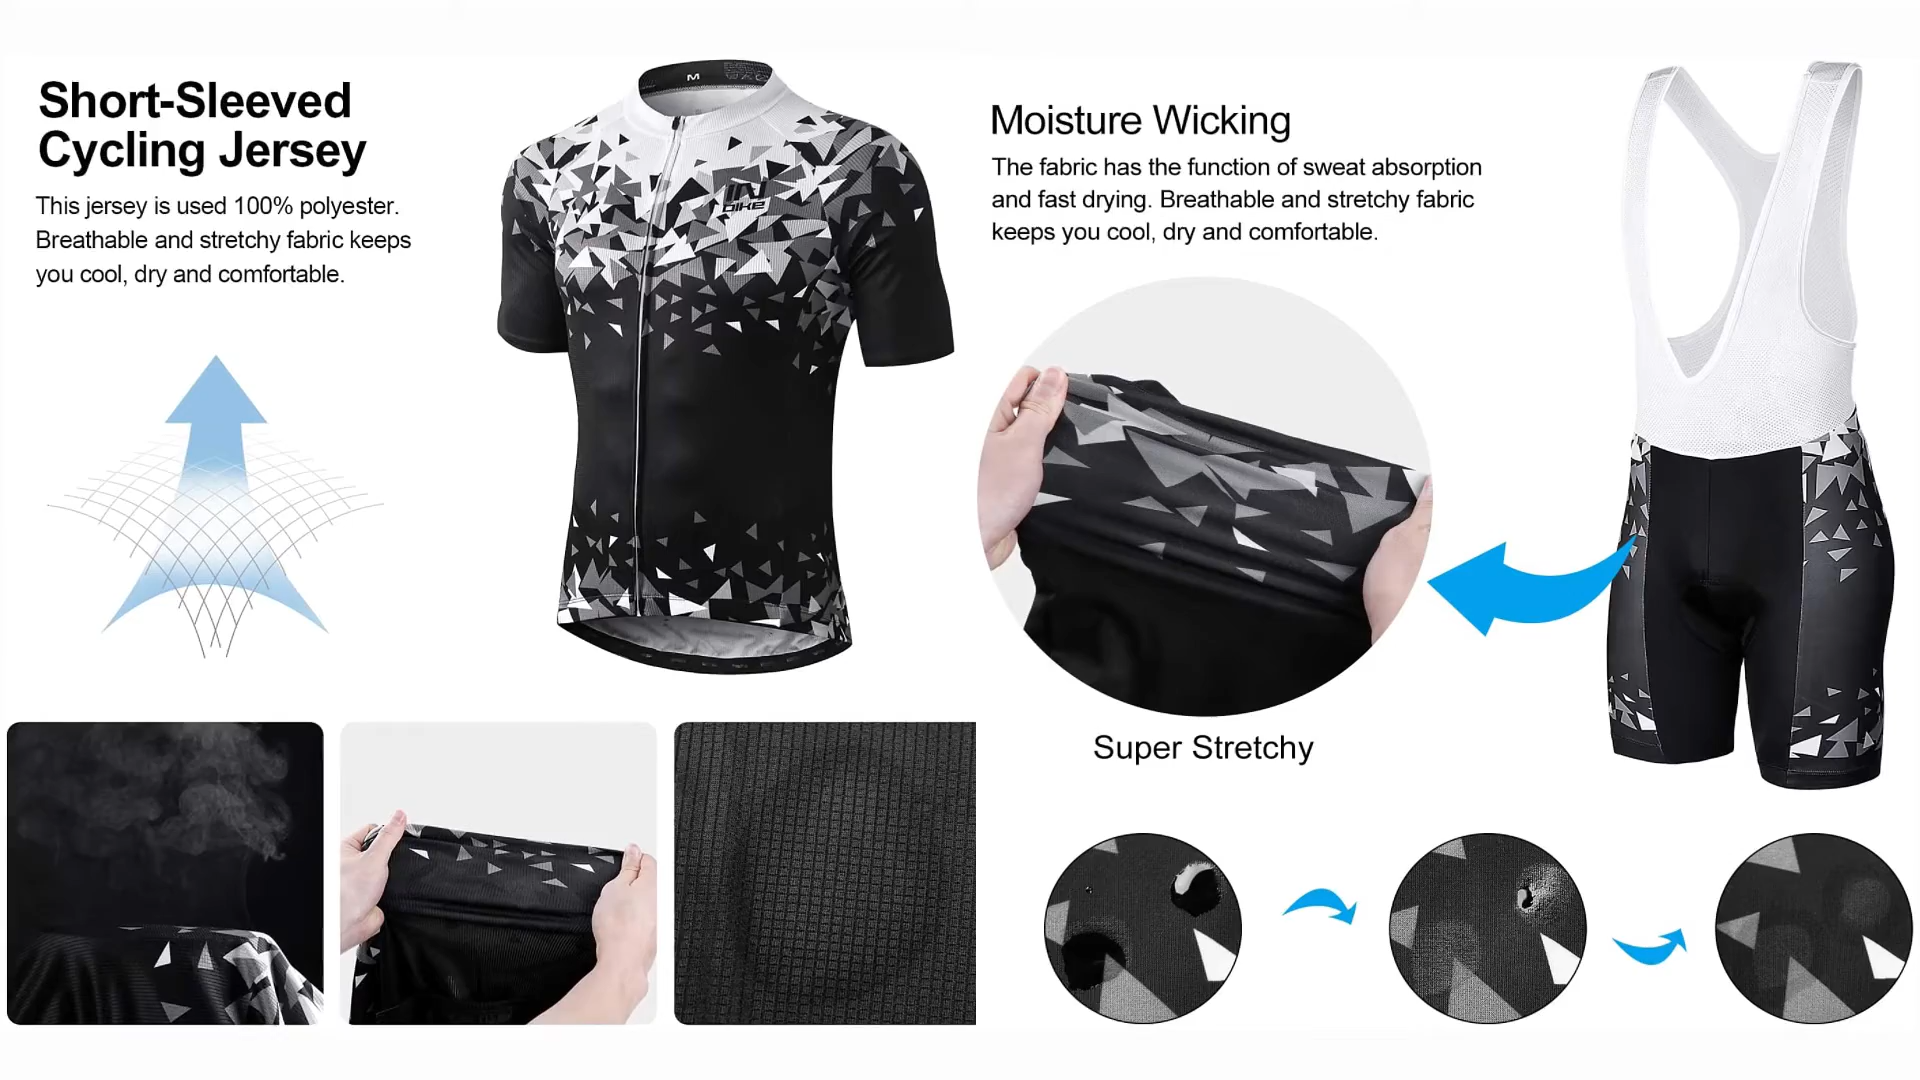 Short-Sleeved
Cycling Jersey
This jersey is used 100% polyester.
Breathable and stretchy fabric keeps
you cool, dry and comfortable.
M
bike
Moisture Wicking
The fabric has the function of sweat absorption
and fast drying. Breathable and stretchy fabric
keeps you cool, dry and comfortable.
Super Stretchy